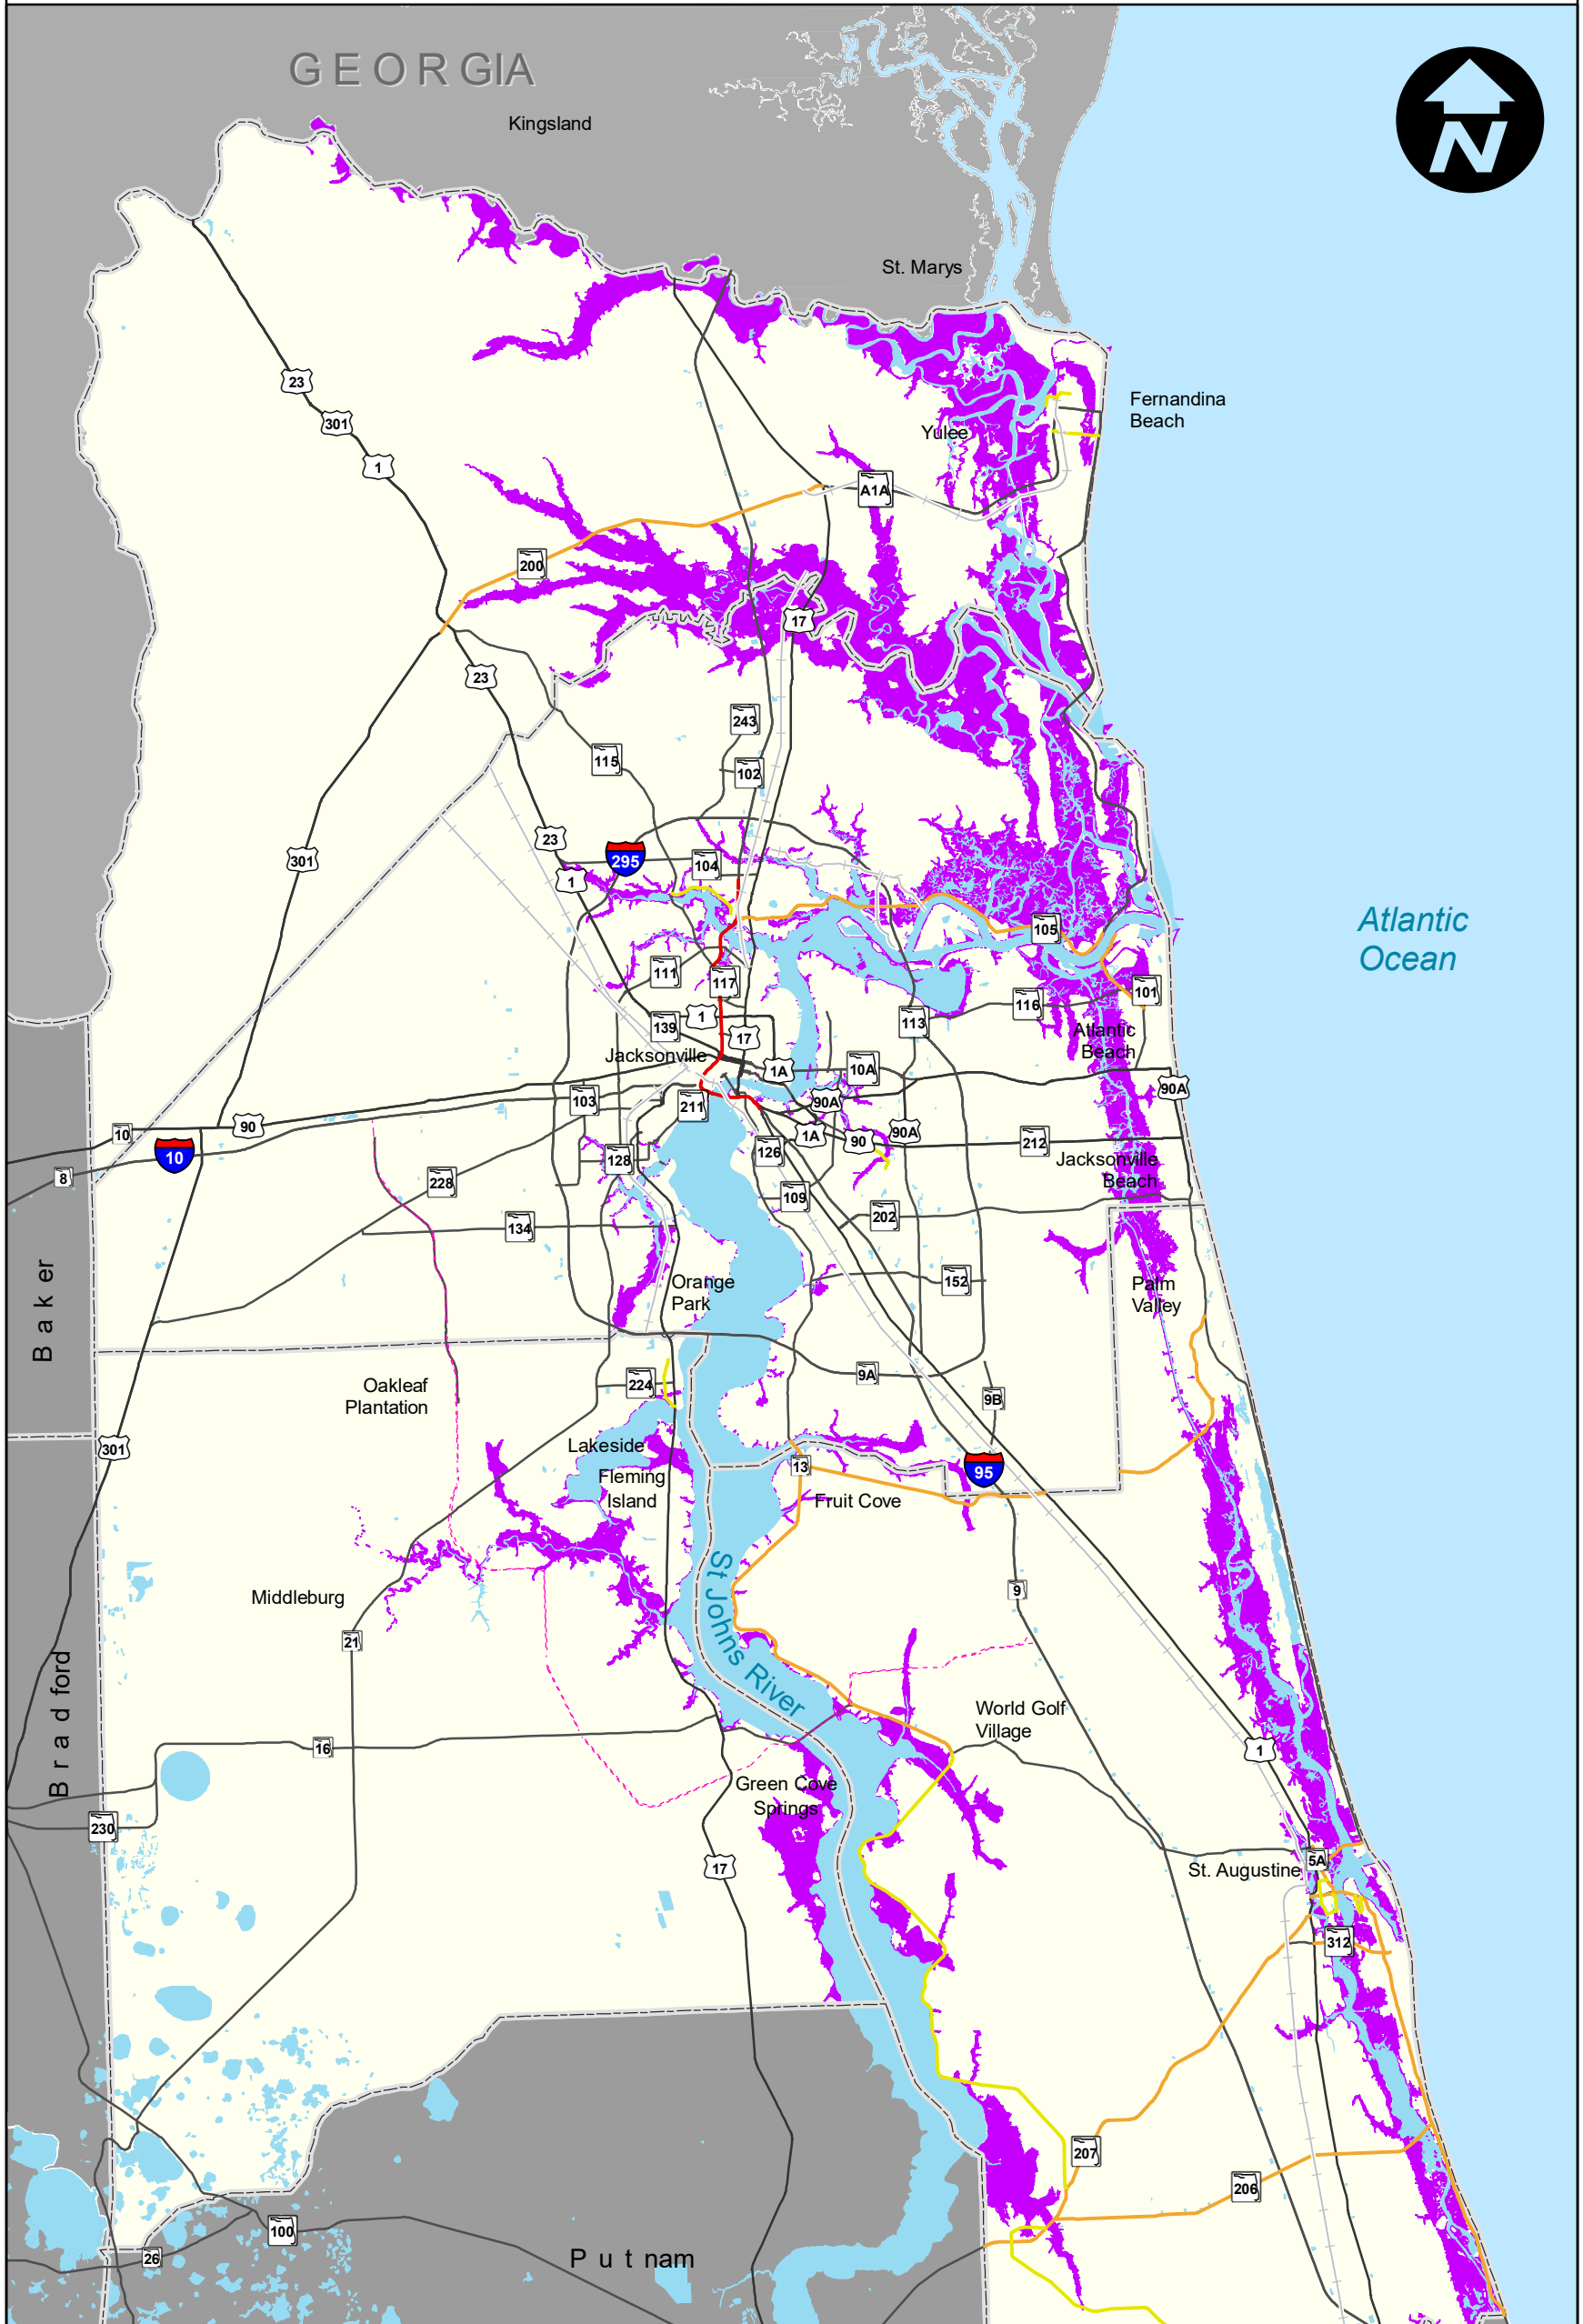 GEORGIA
N
Kingsland
St. Marys
23
Fernandina
Beach
301
Yulee
1
A1A
200
17
23
243
115
102
23
301
295
104
1
Atlantic
Ocean
105
111
117
101
116
1
113
139
17
Atlantic
Beach
Jacksonville
1A
10A
90A
103
211
90A
90
10
1A
90
90A
212
126
10
128
Jacksonville
Beach
8
228
109
202
134
Baker
Orange
Park
152
Palm
Valley
9A
Oakleaf
Plantation
224
9B
301
Lakeside
13
95
Fleming
Island
Fruit Cove
St Johns River
9
Middleburg
21
Bradford
World Golf
Village
16
1
Green Cove
Springs
230
5A
17
St. Augustine
312
207
206
100
26
Putnam